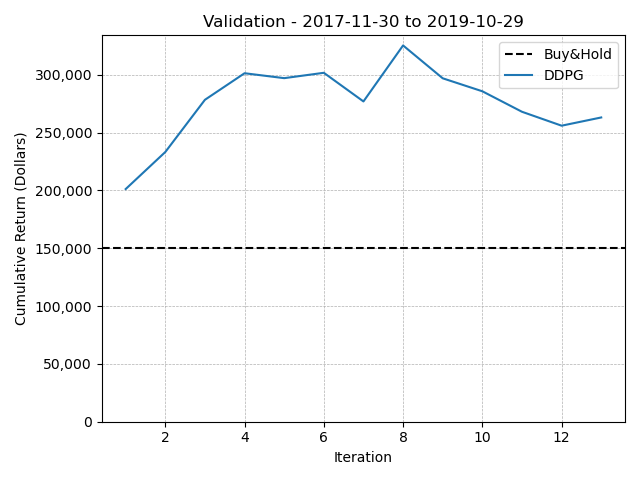 Validation - 2017-11-30 to 2019-10-29
Buy&Hold
DDPG
Cumulative Return (Dollars)
300,000
250,000
200,000
150,000
100,000
50,000
0
2 4 6 8 10 12
Iteration